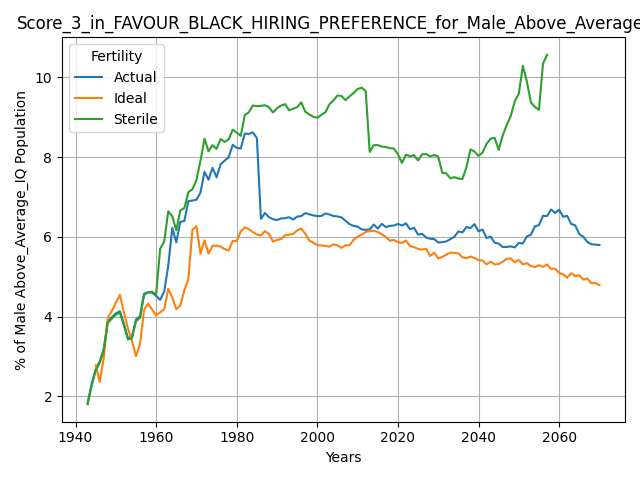 Score_3_in_FAVOUR_BLACK_HIRING_PREFERENCE_for_Male_Above_Average
Fertility
Actual
Ideal
Sterile
% of Male Above_Average_IQ Population
10
8
6
4
2
1940 1960 1980 2000 2020 2040 2060
Years